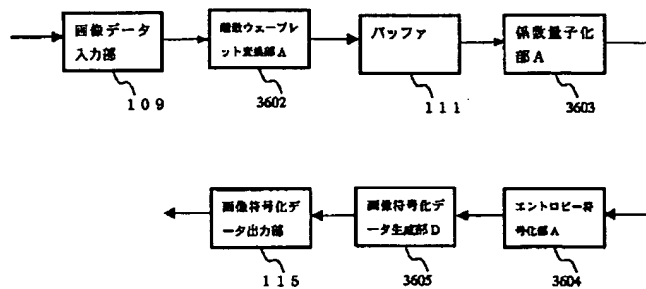 画像データ
入力部
離散ウェーブレ
ット変換部A
バッファ
係数量子化
部A
109
3602
111
3603
画像符号化デ
ータ出力部
画像符号化デ
ータ生成部D
エントロピー符
号化部A
115
3605
3604